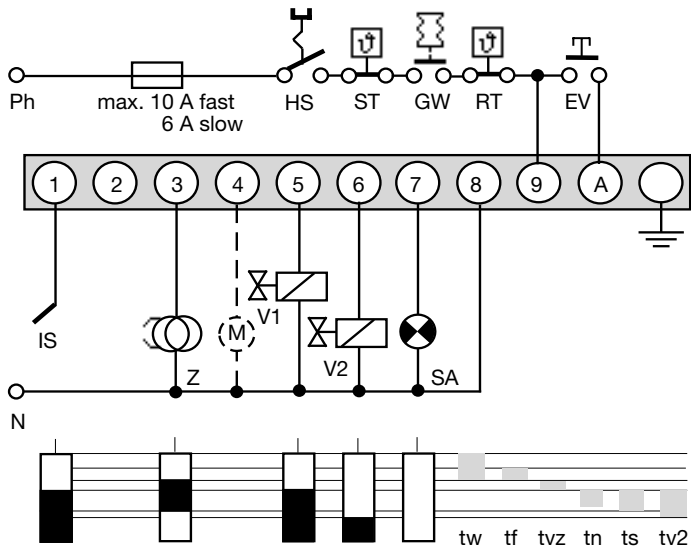 ϑ ϑ
Ph max. 10 A fast HS ST GW RT EV
6 A slow
1 2 3 4 5 6 7 8 9 A
IS Z M V1 V2 SA
N
tw tf tvz tn ts tv2